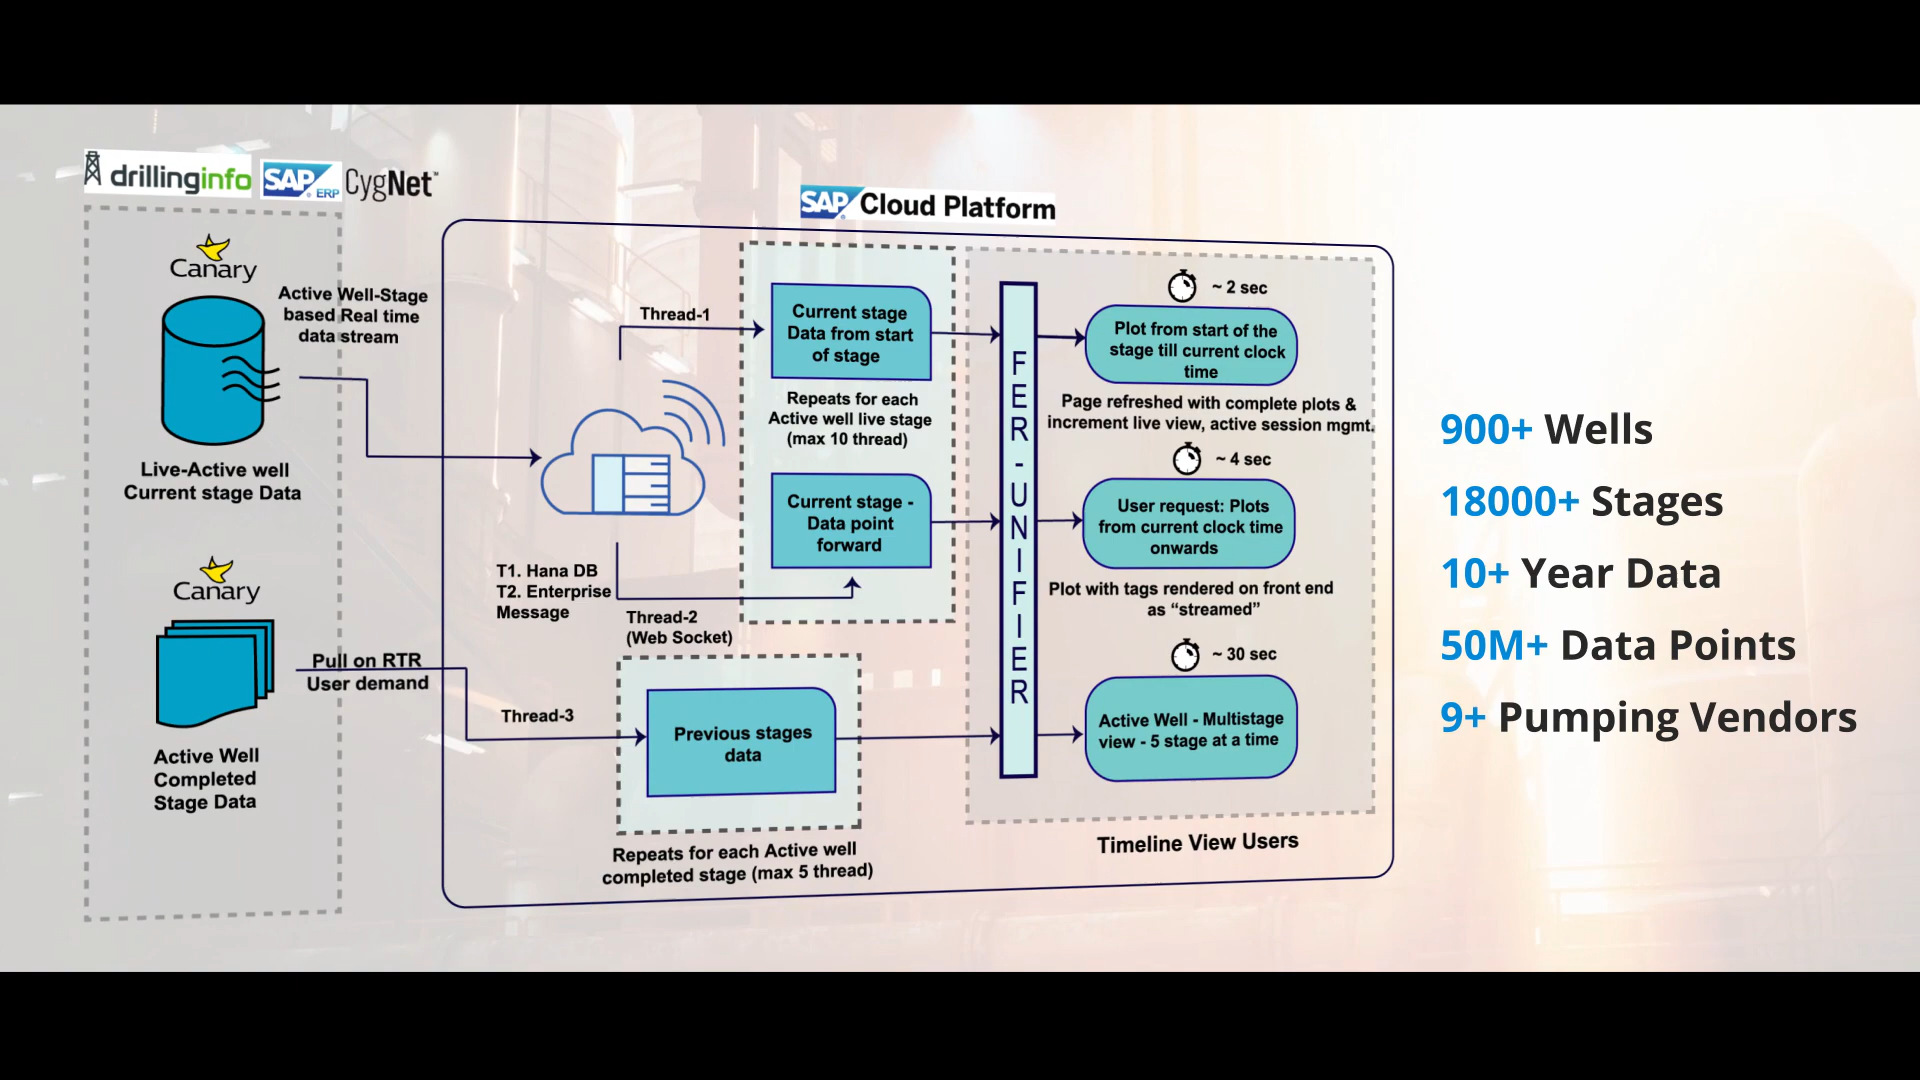 drillinginfo
SAP ERP
CygNet™
Canary
Active Well-Stage
based Real time
data stream
Live-Active well
Current stage Data
Canary
Pull on RTR
User demand
Active Well
Completed
Stage Data
SAP Cloud Platform
Thread-1
T1. Hana DB
T2. Enterprise
Message
Thread-2
(Web Socket)
Thread-3
Current stage
Data from start
of stage
Repeats for each
Active well live stage
(max 10 thread)
Current stage -
Data point
forward
Previous stages
data
Repeats for each Active well
completed stage (max 5 thread)
FER-UNIFIER
~ 2 sec
Plot from start of the
stage till current clock
time
Page refreshed with complete plots &
increment live view, active session mgmt.
~ 4 sec
User request: Plots
from current clock time
onwards
Plot with tags rendered on front end
as “streamed”
~ 30 sec
Active Well - Multistage
view - 5 stage at a time
Timeline View Users
900+ Wells
18000+ Stages
10+ Year Data
50M+ Data Points
9+ Pumping Vendors